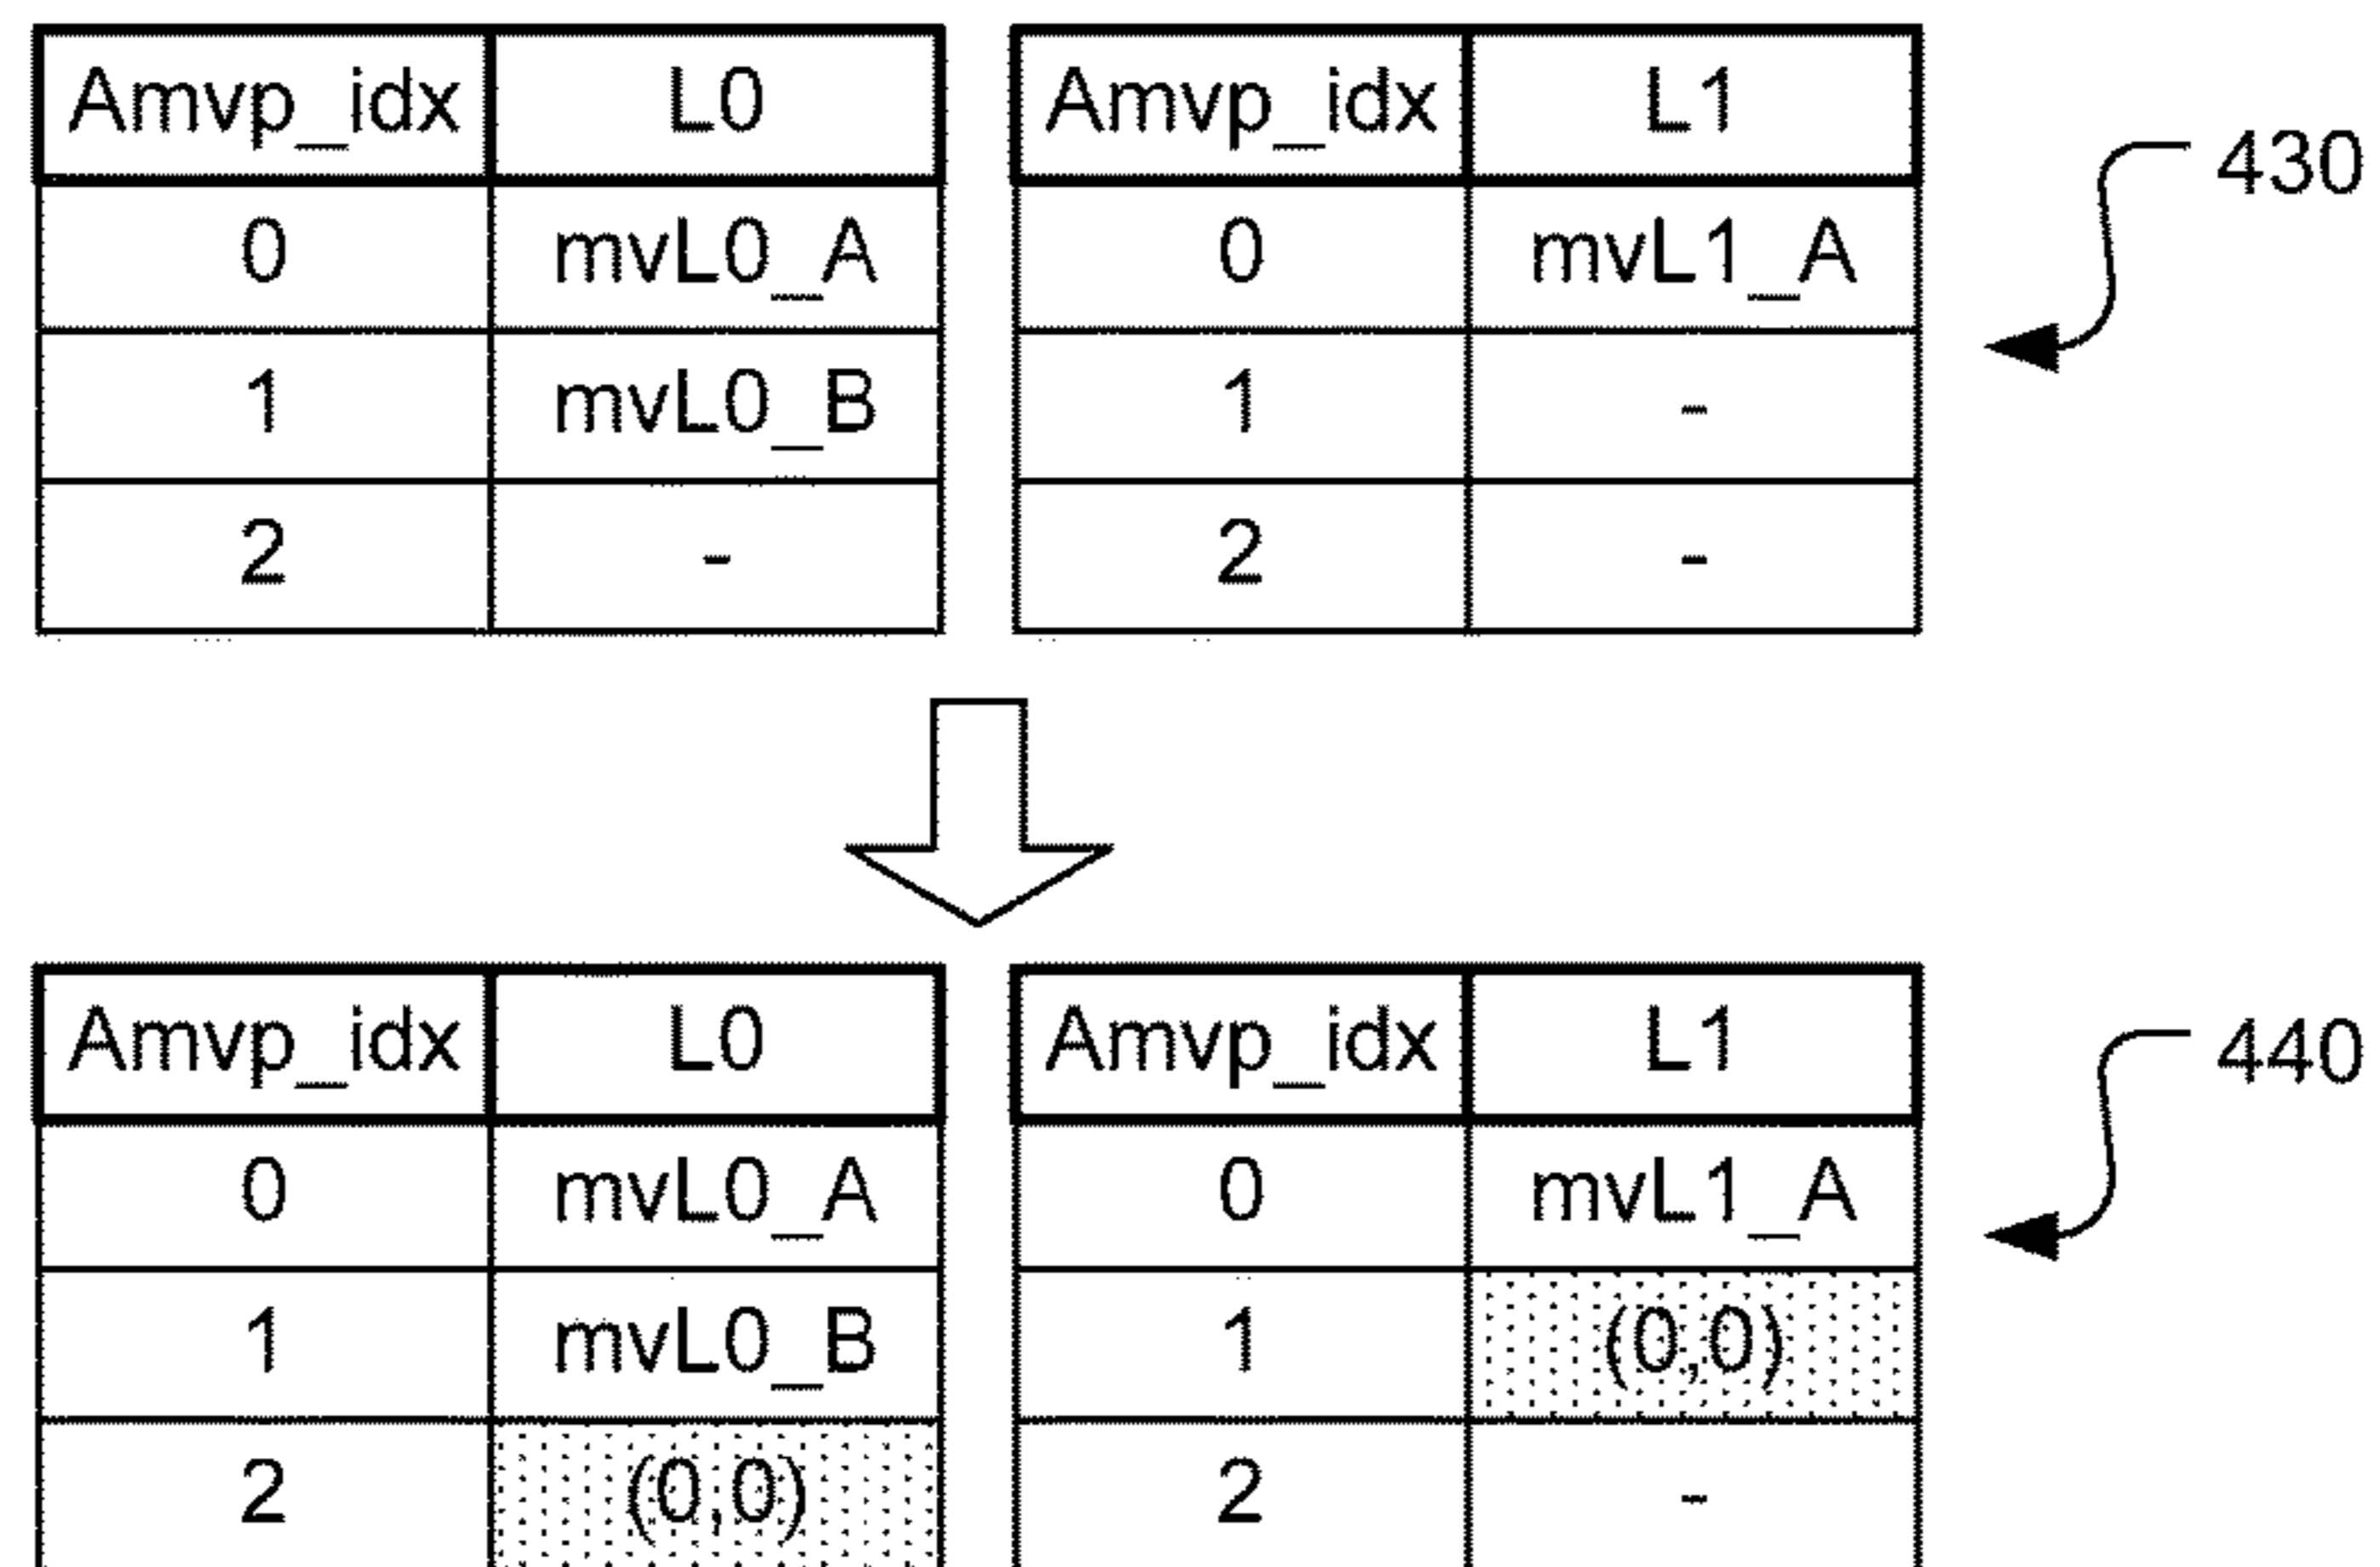 Amvp_idx L0 Amvp_idx L1
430
0 mvL0_A 0 mvL1_A
1 mvL0_B 1 -
2 - 2 -
Amvp_idx L0 Amvp_idx L1
440
0 mvL0_A 0 mvL1_A
1 mvL0_B 1 (0,0)
2 (0,0) 2 -